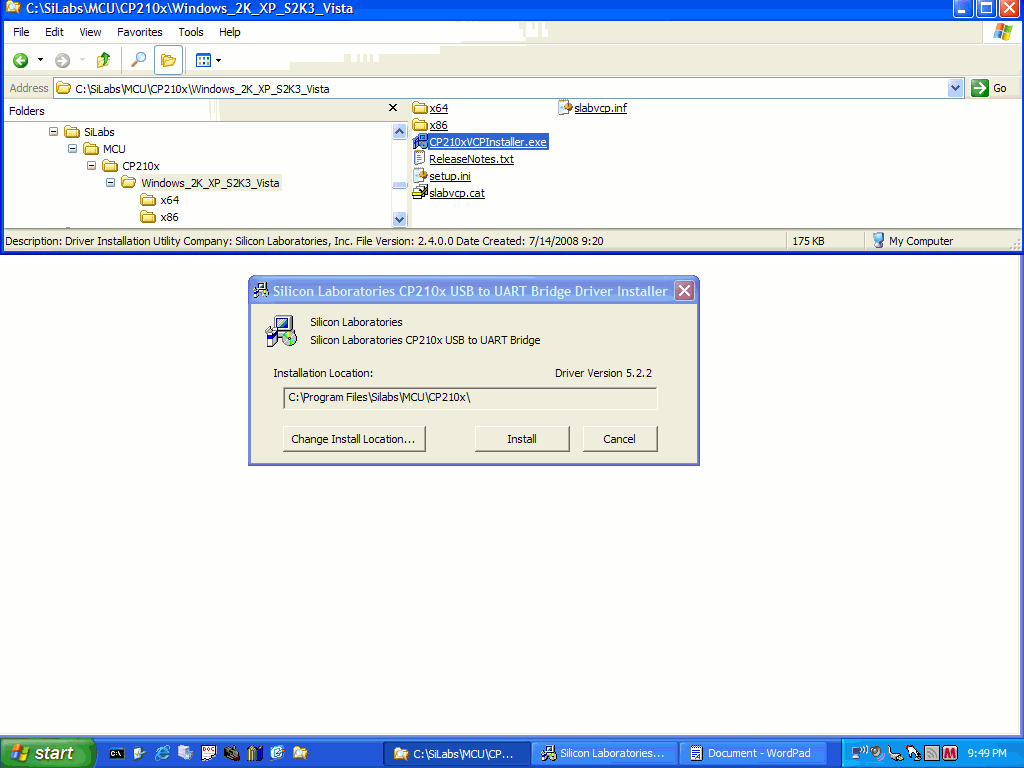 C:\SiLabs\MCU\CP210x\Windows_2K_XP_S2K3_Vista
File Edit View Favorites Tools Help
Address C:\SiLabs\MCU\CP210x\Windows_2K_XP_S2K3_Vista Go
Folders
SiLabs
MCU
CP210x
Windows_2K_XP_S2K3_Vista
x64
x86
x64
x86
CP210xVCPInstaller.exe
ReleaseNotes.txt
setup.ini
slabvcp.cat
slabvcp.inf
Description: Driver Installation Utility Company: Silicon Laboratories, Inc. File Version: 2.4.0.0 Date Created: 7/14/2008 9:20 175 KB My Computer
Silicon Laboratories CP210x USB to UART Bridge Driver Installer
Silicon Laboratories
Silicon Laboratories CP210x USB to UART Bridge
Installation Location: Driver Version 5.2.2
C:\Program Files\Silabs\MCU\CP210x\
Change Install Location... Install Cancel
start C:\SiLabs\MCU\CP... Silicon Laboratories... Document - WordPad 9:49 PM